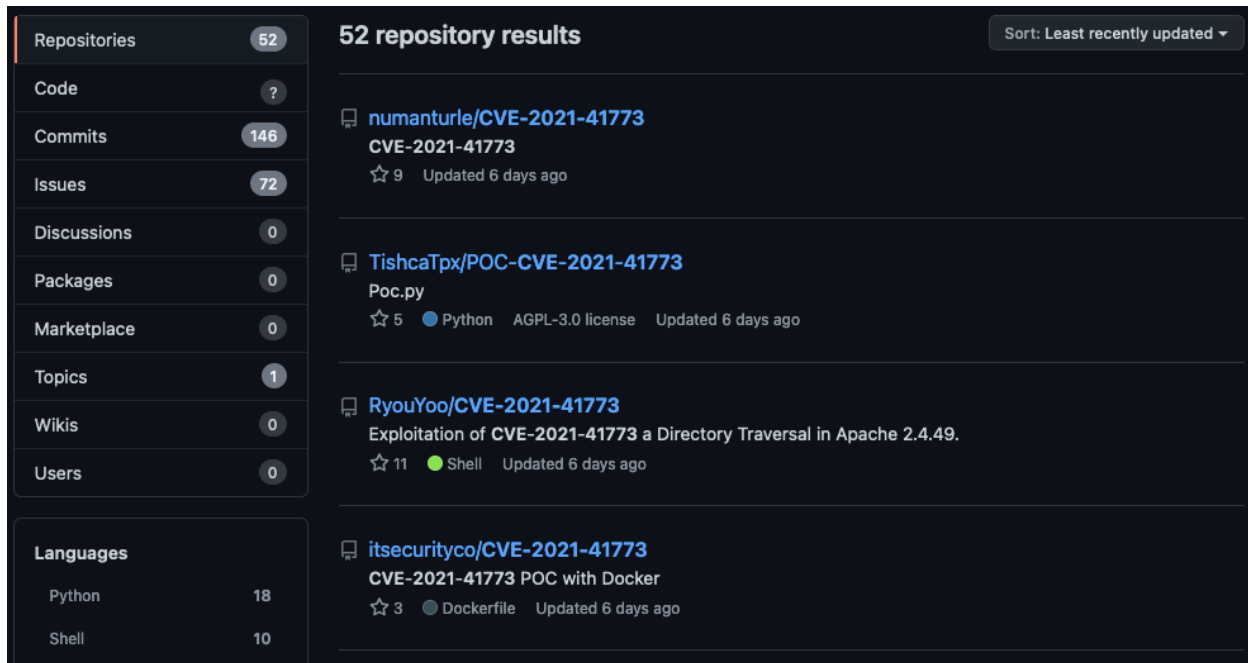 Repositories 52
Code ?
Commits 146
Issues 72
Discussions 0
Packages 0
Marketplace 0
Topics 1
Wikis 0
Users 0
Languages
Python 18
Shell 10
52 repository results
Sort: Least recently updated
numanturle/CVE-2021-41773
CVE-2021-41773
9 Updated 6 days ago
TishcaTpx/POC-CVE-2021-41773
Poc.py
5 Python AGPL-3.0 license Updated 6 days ago
RyouYoo/CVE-2021-41773
Exploitation of CVE-2021-41773 a Directory Traversal in Apache 2.4.49.
11 Shell Updated 6 days ago
itsecurityco/CVE-2021-41773
CVE-2021-41773 POC with Docker
3 Dockerfile Updated 6 days ago